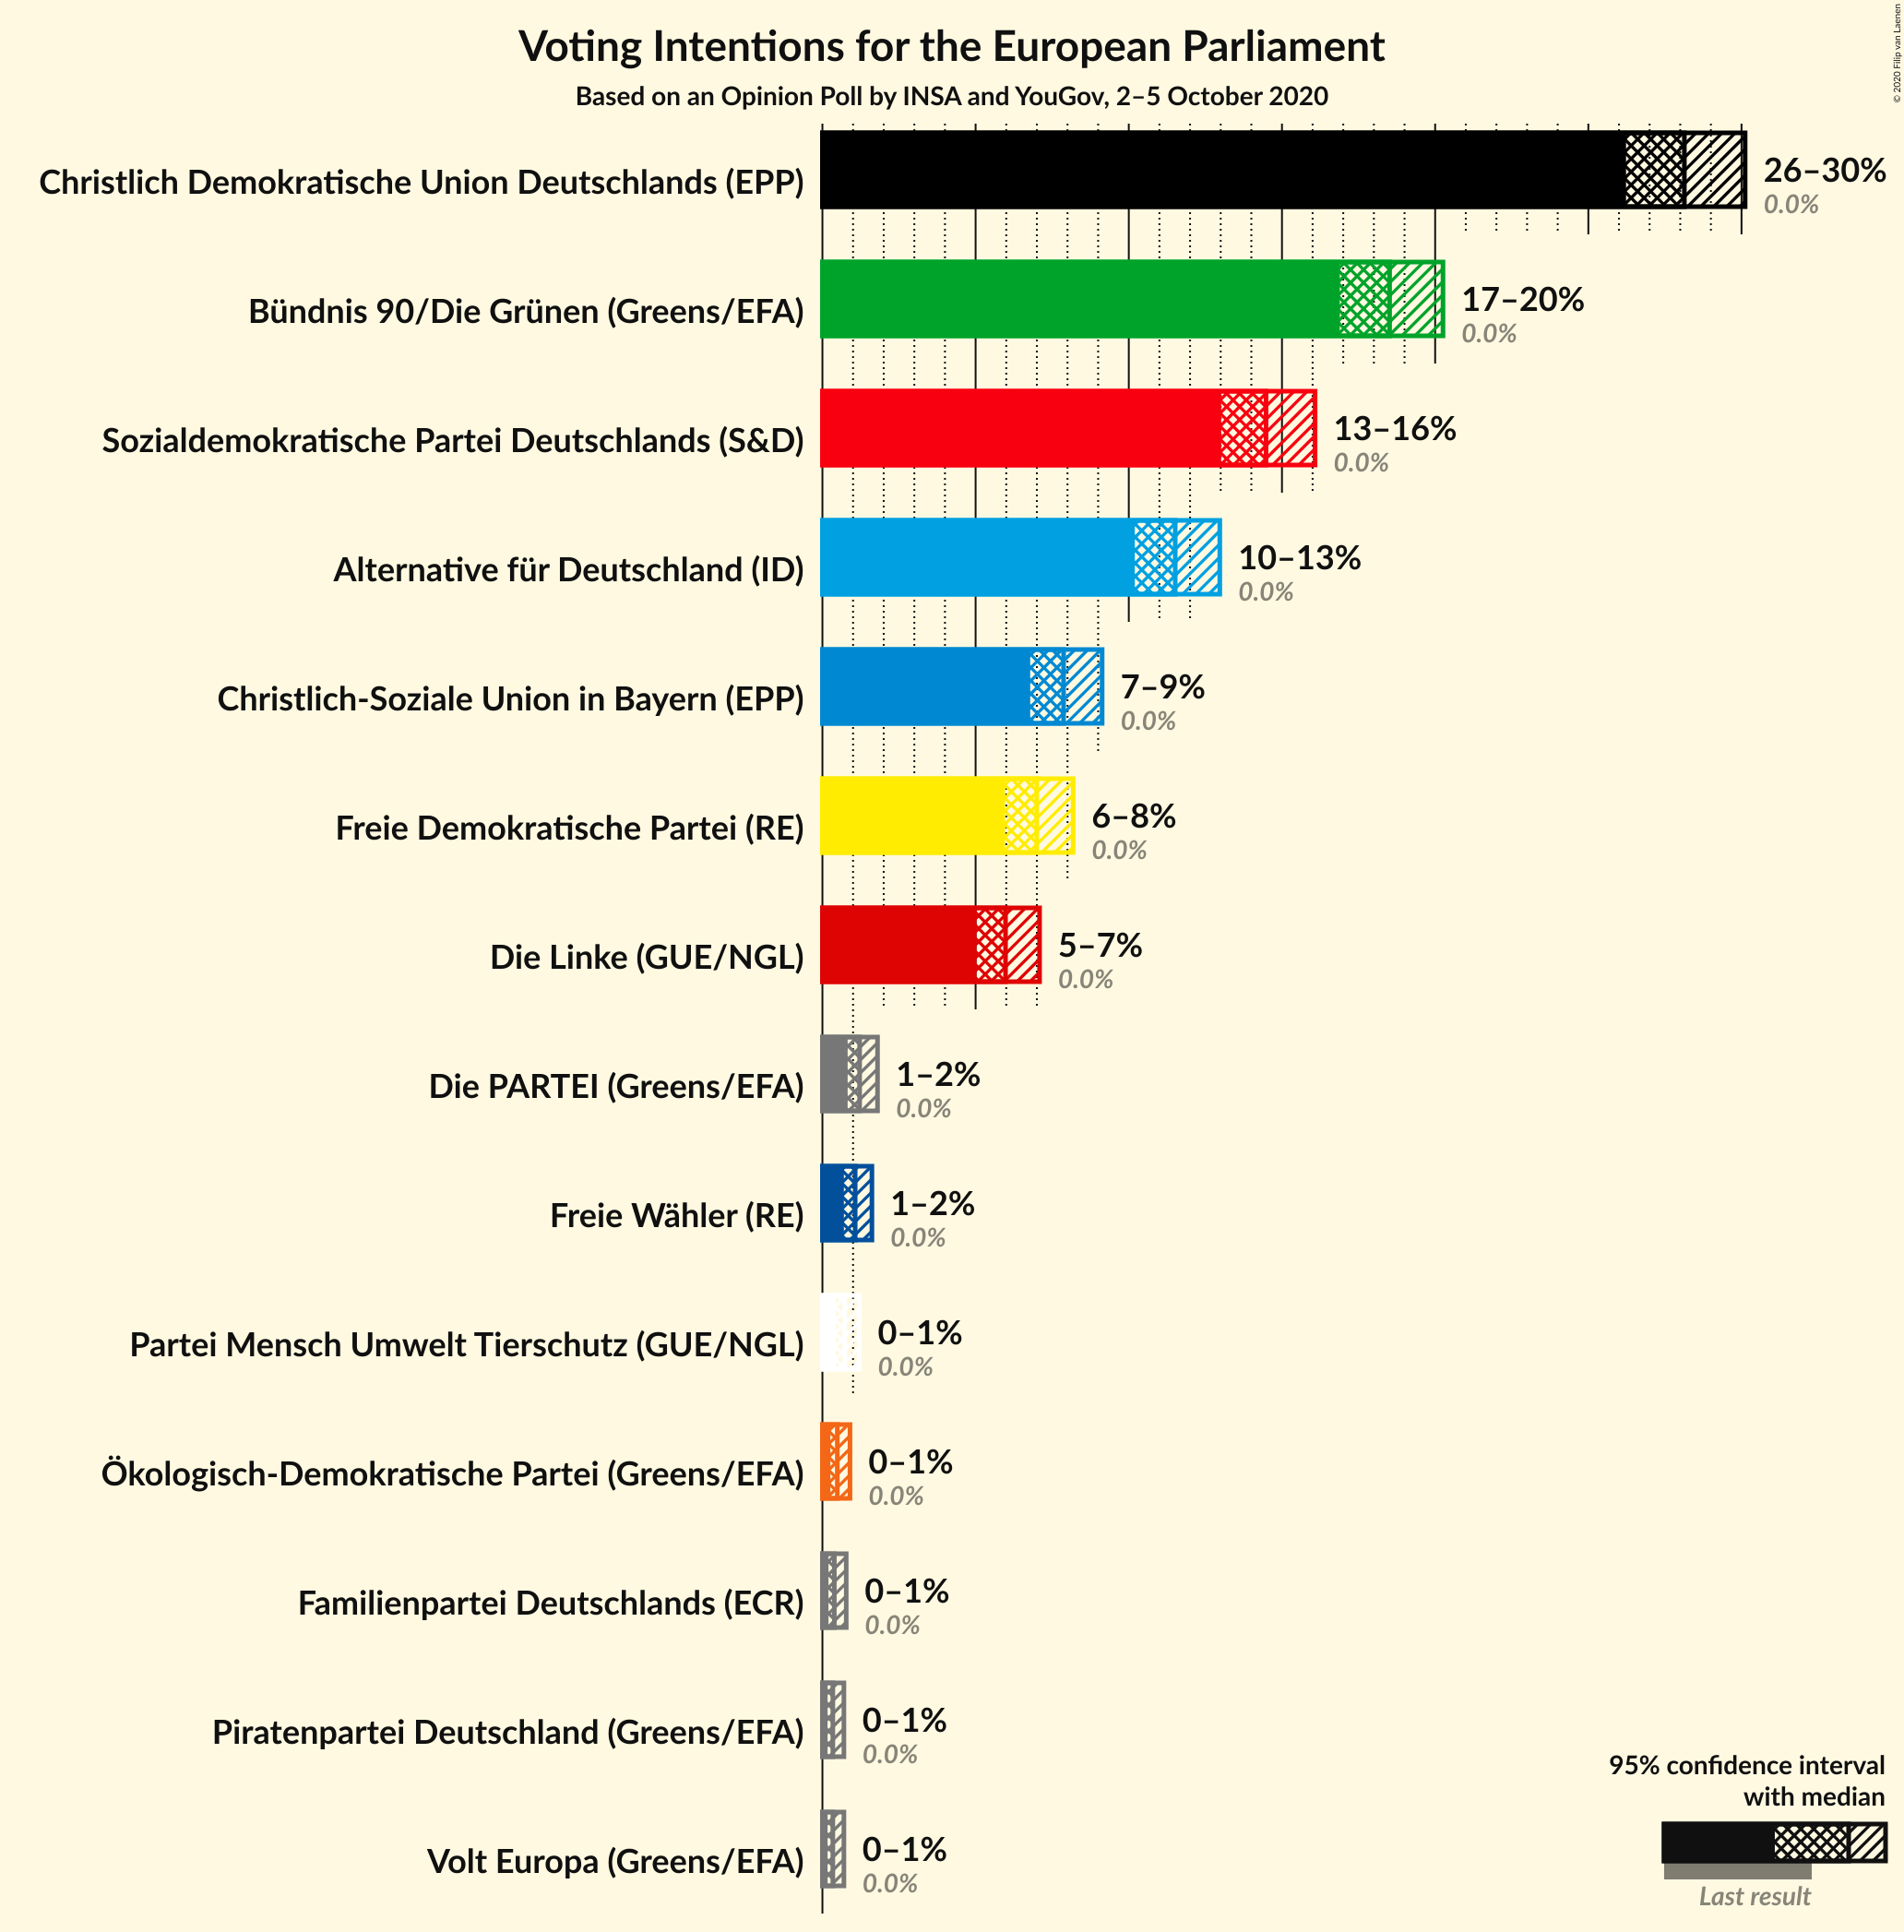 Voting Intentions for the European Parliament
Based on an Opinion Poll by INSA and YouGov, 2–5 October 2020
© 2020 Filip van Laenen
Christlich Demokratische Union Deutschlands (EPP)
26–30%
0.0%
Bündnis 90/Die Grünen (Greens/EFA)
17–20%
0.0%
Sozialdemokratische Partei Deutschlands (S&D)
13–16%
0.0%
Alternative für Deutschland (ID)
10–13%
0.0%
Christlich-Soziale Union in Bayern (EPP)
7–9%
0.0%
Freie Demokratische Partei (RE)
6–8%
0.0%
Die Linke (GUE/NGL)
5–7%
0.0%
Die PARTEI (Greens/EFA)
1–2%
0.0%
Freie Wähler (RE)
1–2%
0.0%
Partei Mensch Umwelt Tierschutz (GUE/NGL)
0–1%
0.0%
Ökologisch-Demokratische Partei (Greens/EFA)
0–1%
0.0%
Familienpartei Deutschlands (ECR)
0–1%
0.0%
Piratenpartei Deutschland (Greens/EFA)
0–1%
0.0%
Volt Europa (Greens/EFA)
0–1%
0.0%
95% confidence interval
with median
Last result